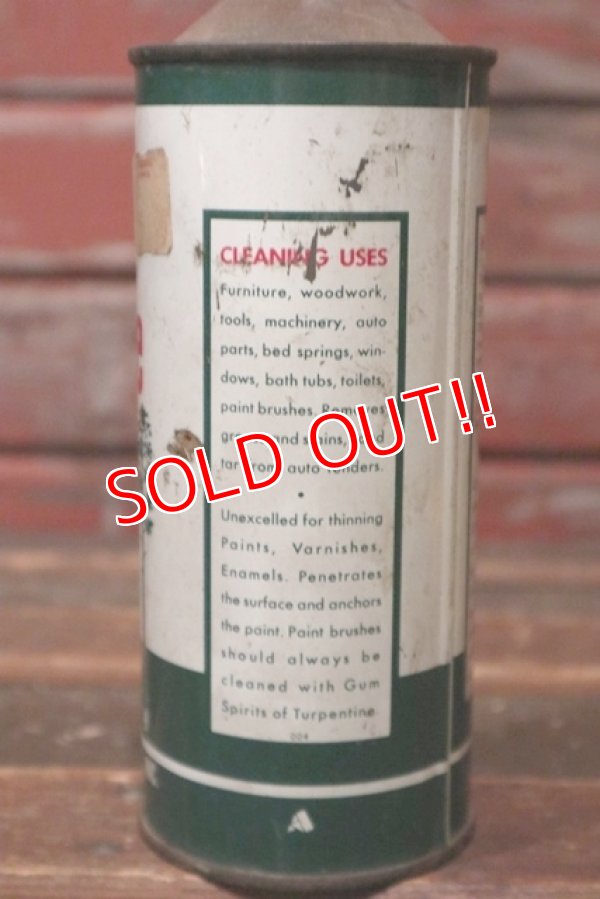 CLEANING USES
Furniture, woodwork,
tools, machinery, auto
parts, bed springs, win-
dows, bath tubs, toilets,
paint brushes. Removes
and stains,
tar from auto fenders.
SOLD OUT!!
•
Unexcelled for thinning
Paints, Varnishes,
Enamels. Penetrates
the surface and anchors
the paint. Paint brushes
should always be
cleaned with Gum
Spirits of Turpentine
004